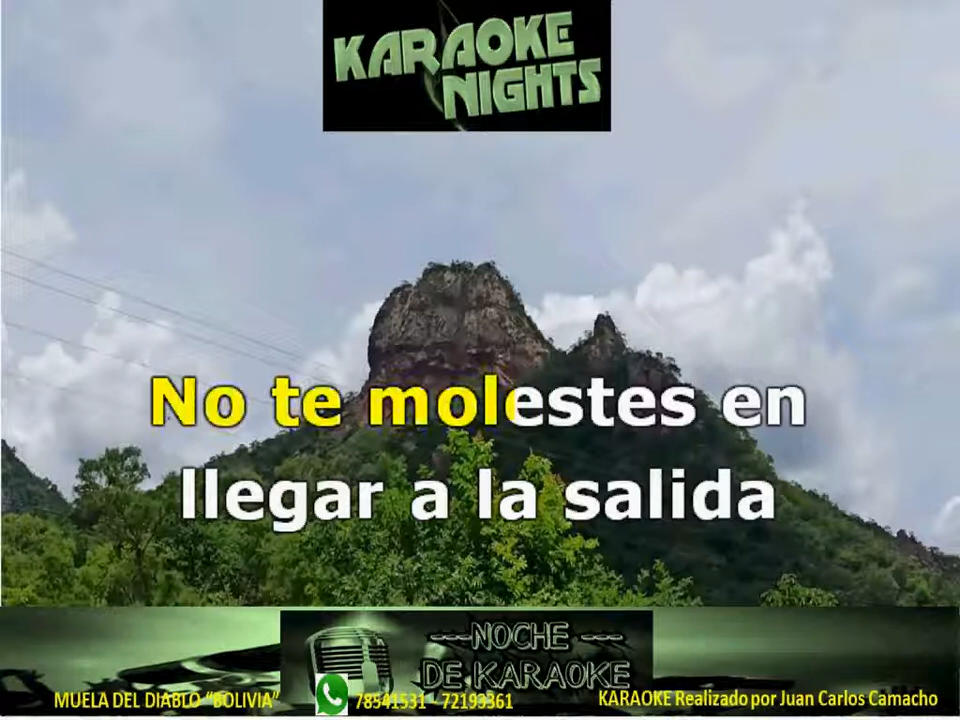 KARAOKE
NIGHTS
No te molestes en
llegar a la salida
---NOCHE ---
DE KARAOKE
MUELA DEL DIABLO "BOLIVIA"
78541531 - 72193361
KARAOKE Realizado por Juan Carlos Camacho